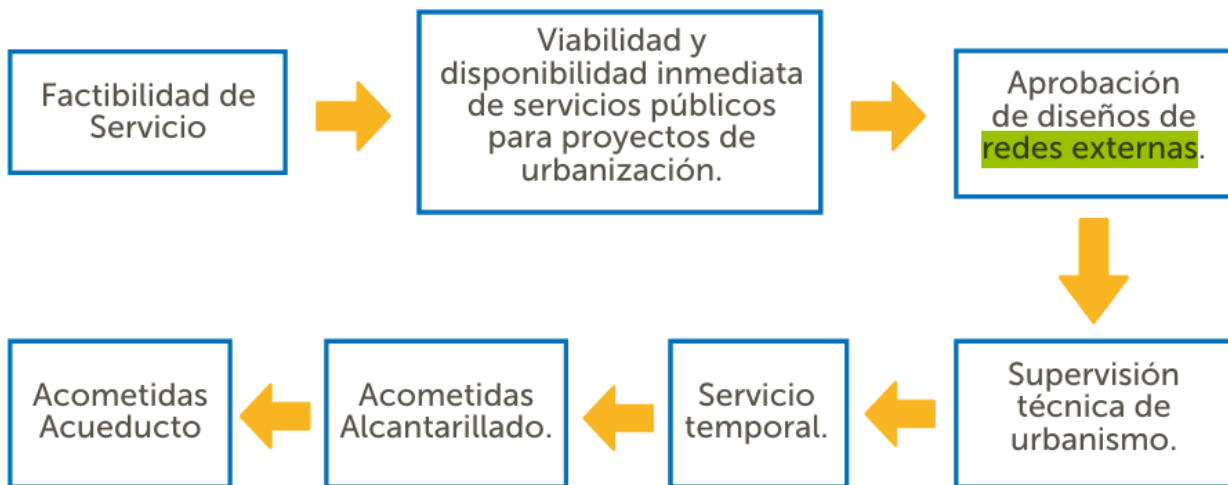 Factibilidad de
Servicio
Viabilidad y
disponibilidad inmediata
de servicios públicos
para proyectos de
urbanización.
Aprobación
de diseños de
redes externas.
Supervisión
técnica de
urbanismo.
Servicio
temporal.
Acometidas
Alcantarillado.
Acometidas
Acueducto